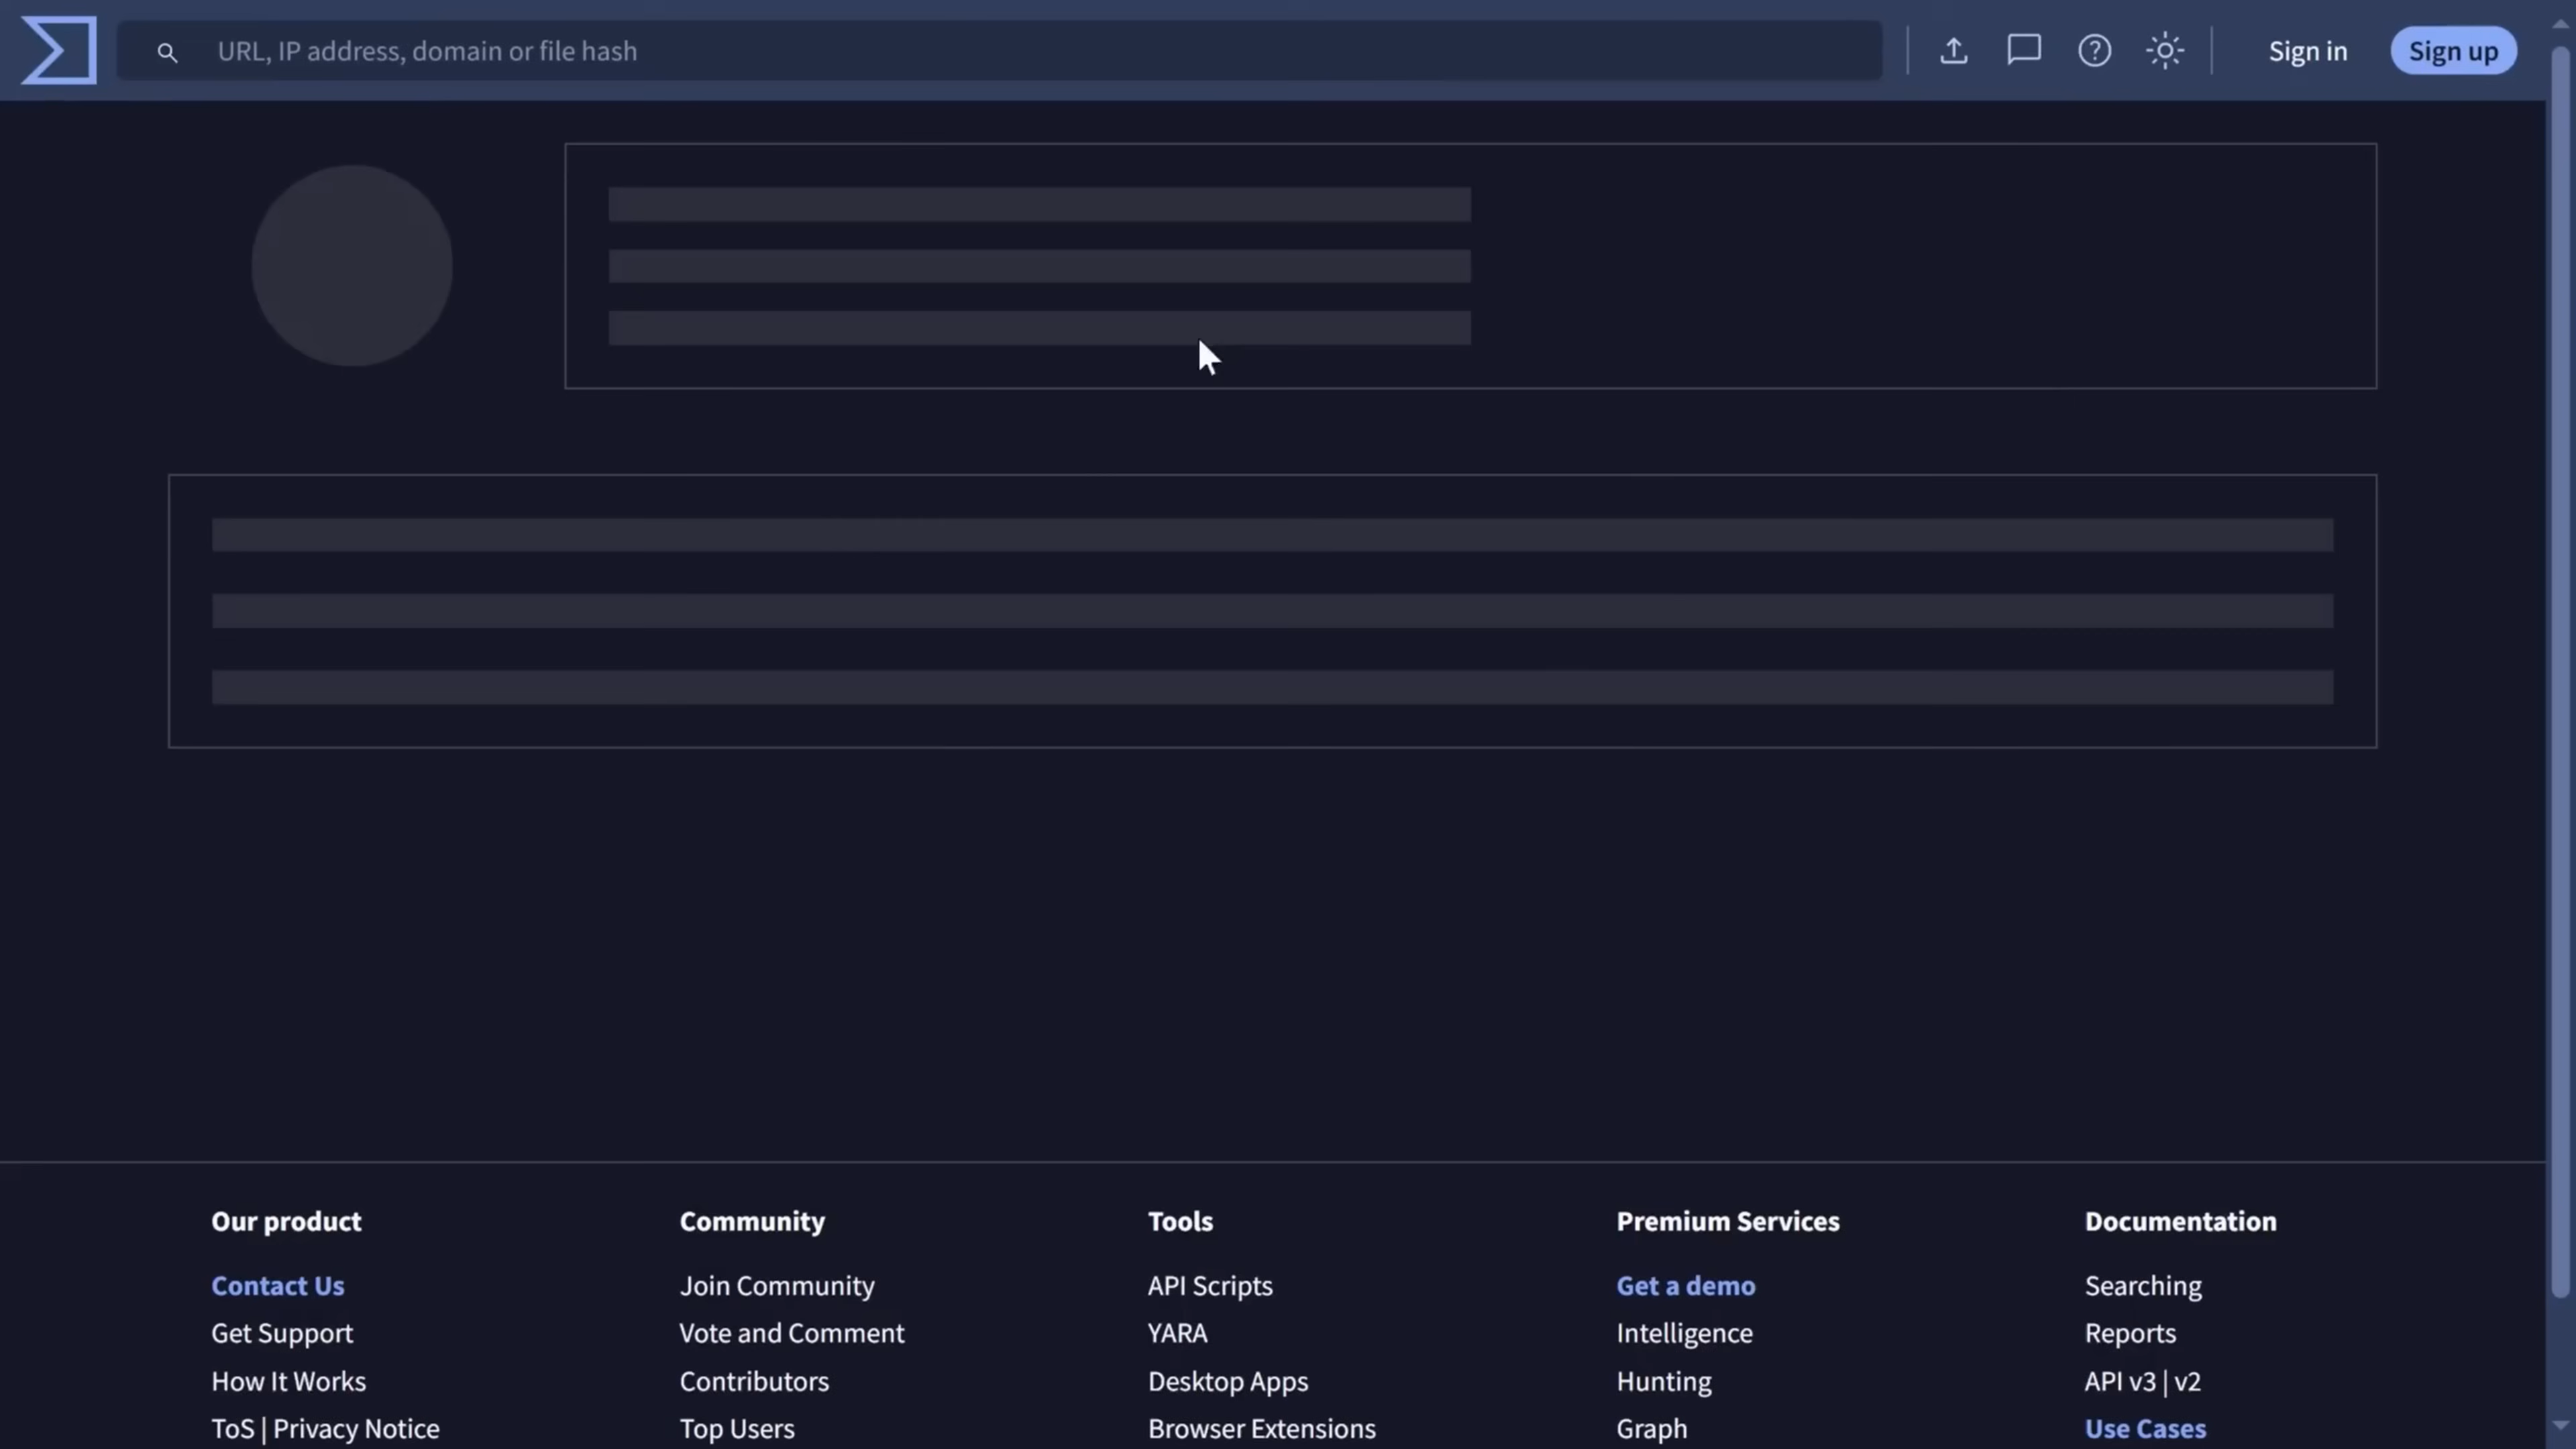 URL, IP address, domain or file hash
Sign in
Sign up
Our product
Contact Us
Get Support
How It Works
ToS | Privacy Notice
Community
Join Community
Vote and Comment
Contributors
Top Users
Tools
API Scripts
YARA
Desktop Apps
Browser Extensions
Premium Services
Get a demo
Intelligence
Hunting
Graph
Documentation
Searching
Reports
API v3 | v2
Use Cases